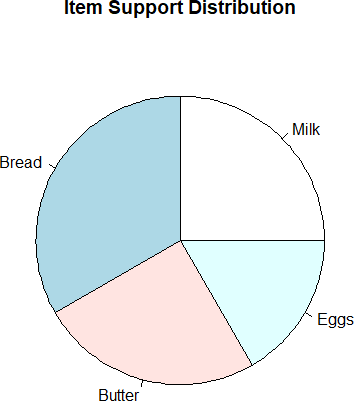 Item Support Distribution
Milk
Bread
Eggs
Butter